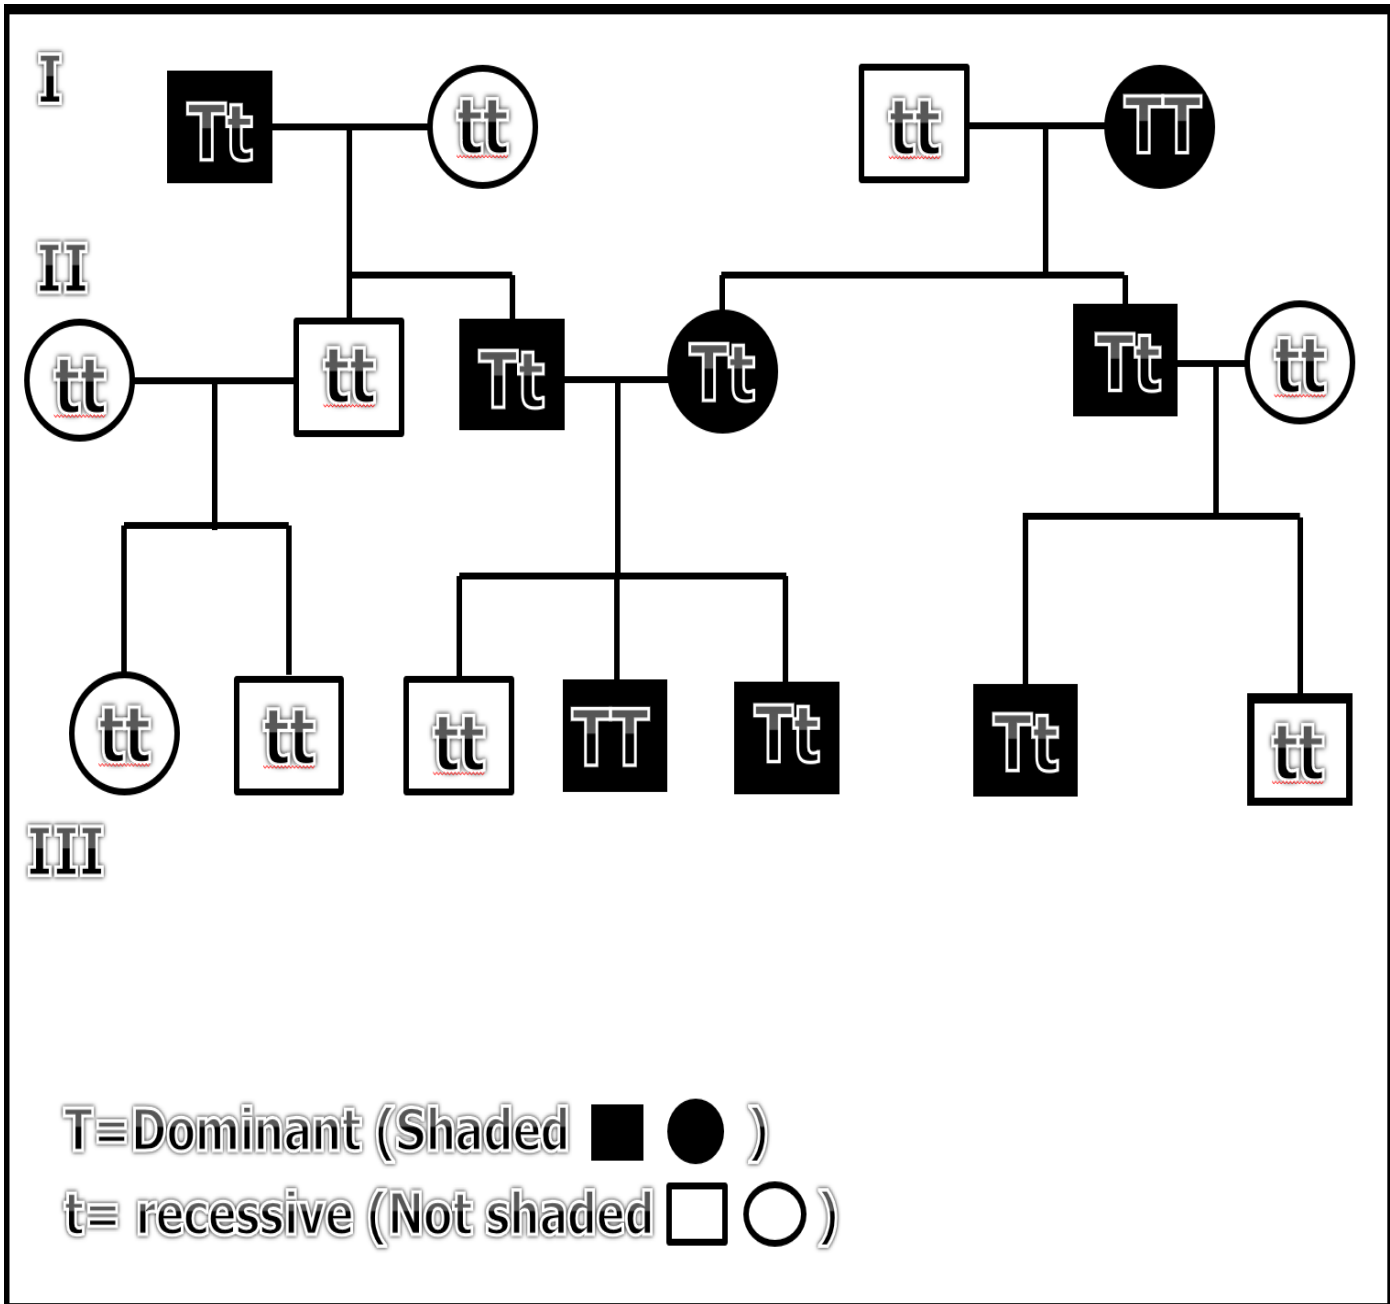 I
Tt tt tt TT
II
tt tt Tt Tt Tt tt
tt tt tt TT Tt Tt tt
III
T=Dominant (Shaded )
t= recessive (Not shaded )